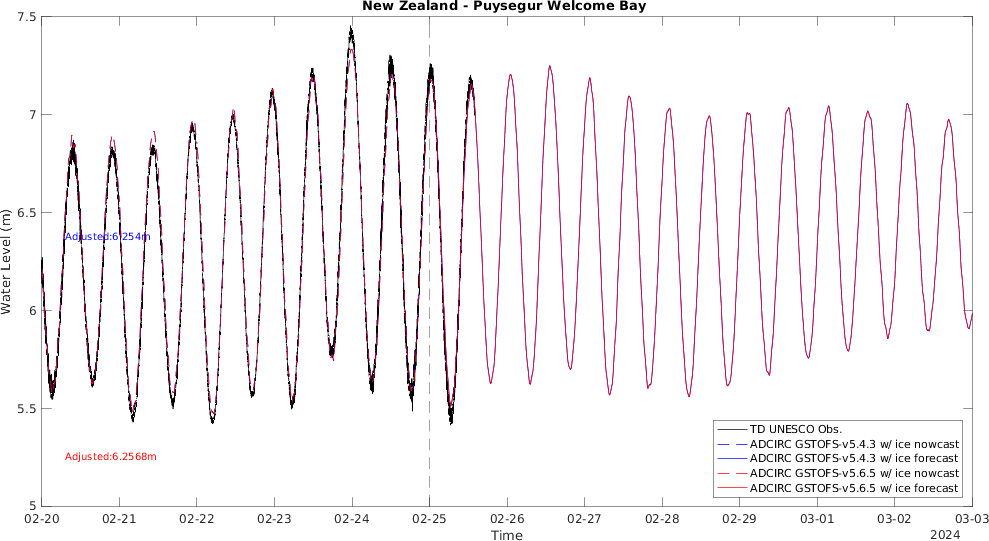 New Zealand - Puysegur Welcome Bay
7.5
7
6.5
6
5.5
5
Water Level (m)
Adjusted:6.254m
Adjusted:6.2568m
TD UNESCO Obs.
ADCIRC GSTOFS-v5.4.3 w/ ice nowcast
ADCIRC GSTOFS-v5.4.3 w/ ice forecast
ADCIRC GSTOFS-v5.6.5 w/ ice nowcast
ADCIRC GSTOFS-v5.6.5 w/ ice forecast
02-20 02-21 02-22 02-23 02-24 02-25 02-26 02-27 02-28 02-29 03-01 03-02 03-03
Time
2024